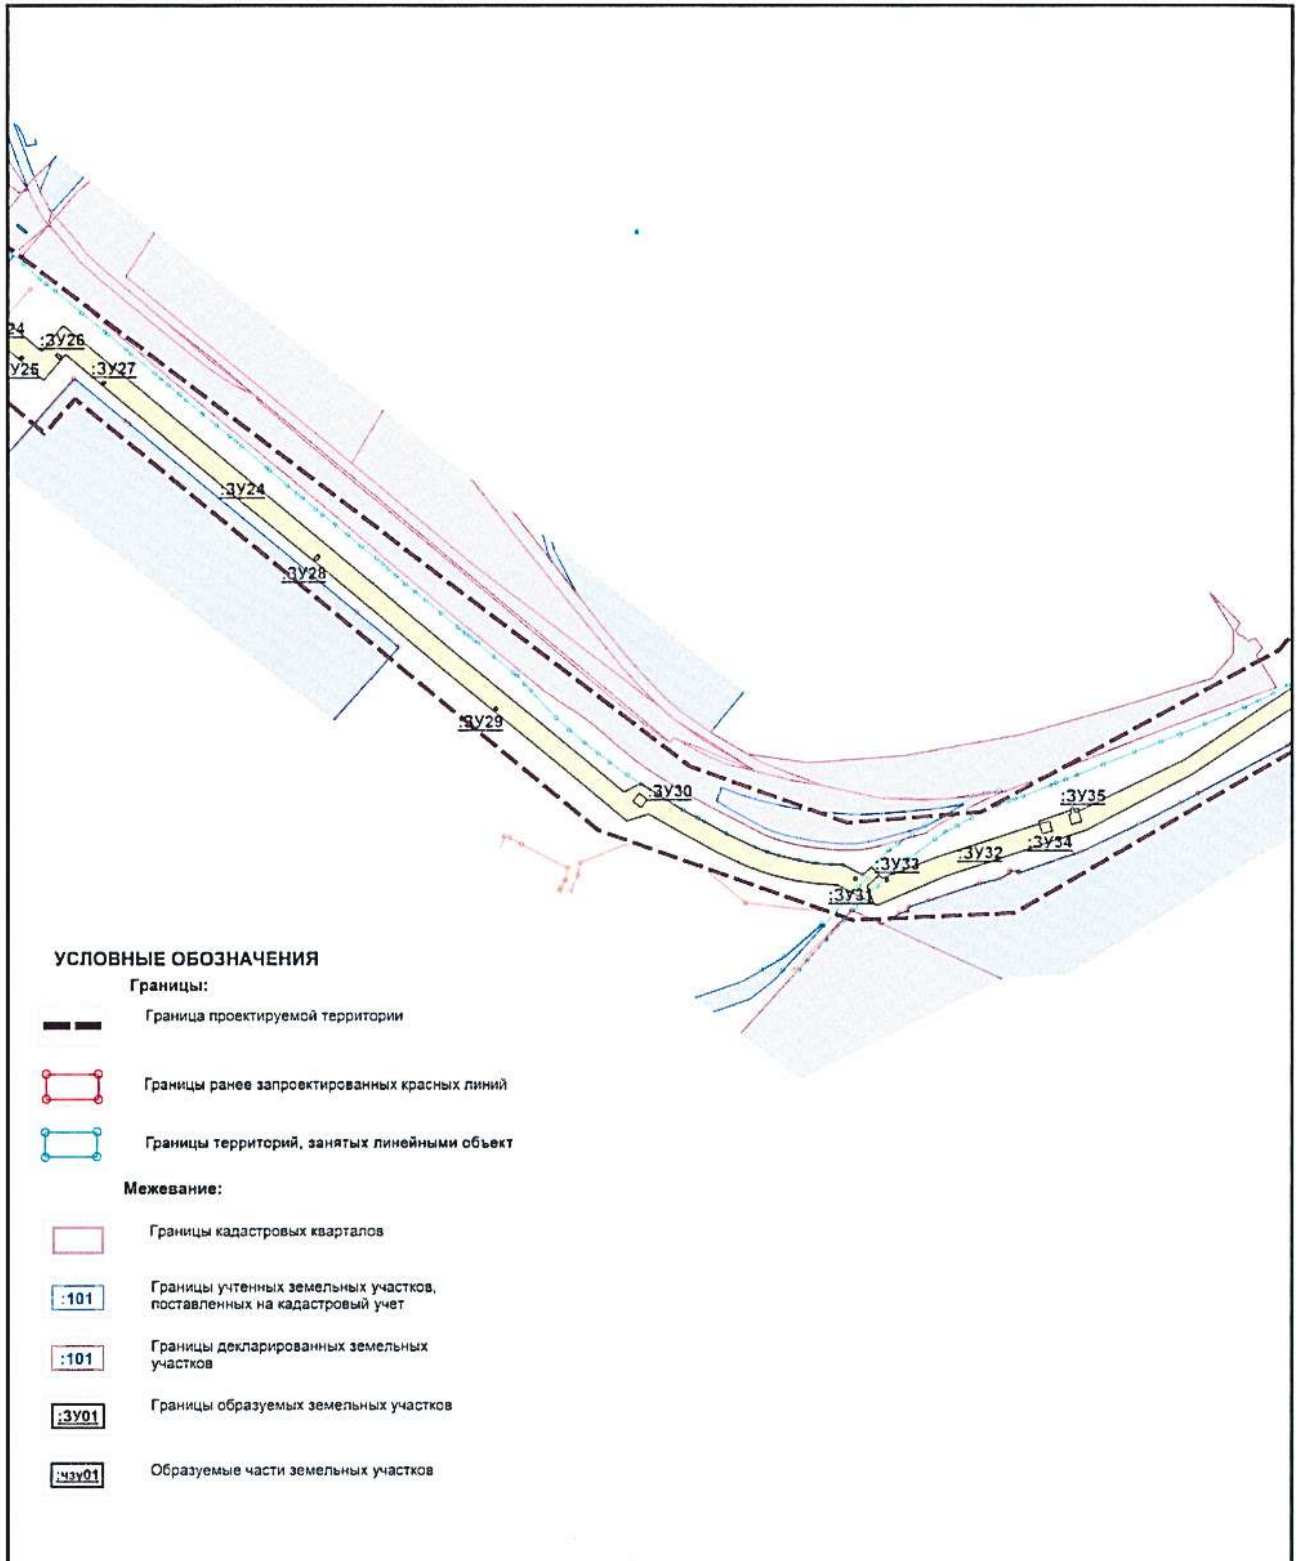 24
:ЗУ26
У25
:ЗУ27
:ЗУ24
:ЗУ28
:ЗУ29
:ЗУ30
:ЗУ35
:ЗУ34
:ЗУ32
:ЗУ33
:ЗУ31
УСЛОВНЫЕ ОБОЗНАЧЕНИЯ
Границы:
Граница проектируемой территории
Границы ранее запроектированных красных линий
Границы территорий, занятых линейными объект
Межевание:
Границы кадастровых кварталов
:101
Границы учтенных земельных участков,
поставленных на кадастровый учет
:101
Границы декларированных земельных
участков
:ЗУ01
Границы образуемых земельных участков
:чзу01
Образуемые части земельных участков